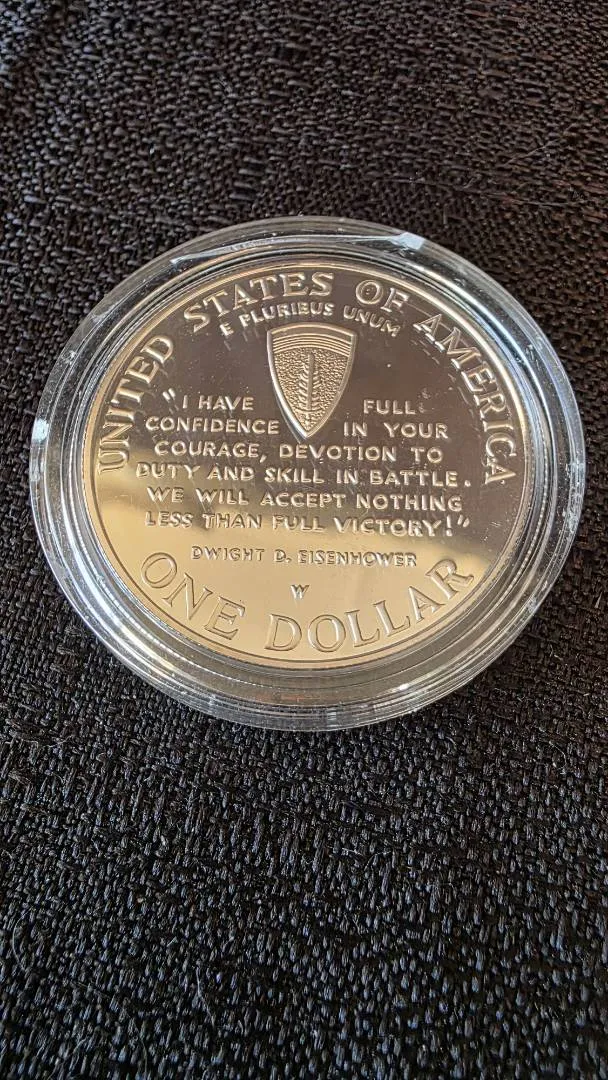 UNITED STATES OF AMERICA
E PLURIBUS UNUM
"I HAVE FULL
CONFIDENCE IN YOUR
COURAGE, DEVOTION TO
DUTY AND SKILL IN BATTLE.
WE WILL ACCEPT NOTHING
LESS THAN FULL VICTORY!"
DWIGHT D. EISENHOWER
W
ONE DOLLAR